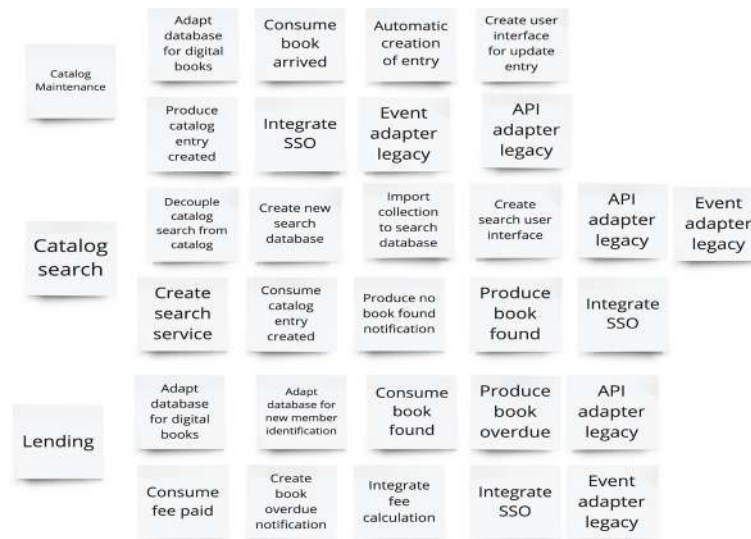 Adapt
database
for digital
books
Consume
book
arrived
Automatic
creation
of entry
Create user
interface
for update
entry
Catalog
Maintenance
Produce
catalog
entry
created
Integrate
SSO
Event
adapter
legacy
API
adapter
legacy
Decouple
catalog
search from
catalog
Create new
search
database
Import
collection
to search
database
Create
search user
interface
API
adapter
legacy
Event
adapter
legacy
Catalog
search
Create
search
service
Consume
catalog
entry
created
Produce no
book found
notification
Produce
book
found
Integrate
SSO
Adapt
database
for digital
books
Adapt
database for
new member
identification
Consume
book
found
Produce
book
overdue
API
adapter
legacy
Lending
Consume
fee paid
Create
book
overdue
notification
Integrate
fee
calculation
Integrate
SSO
Event
adapter
legacy